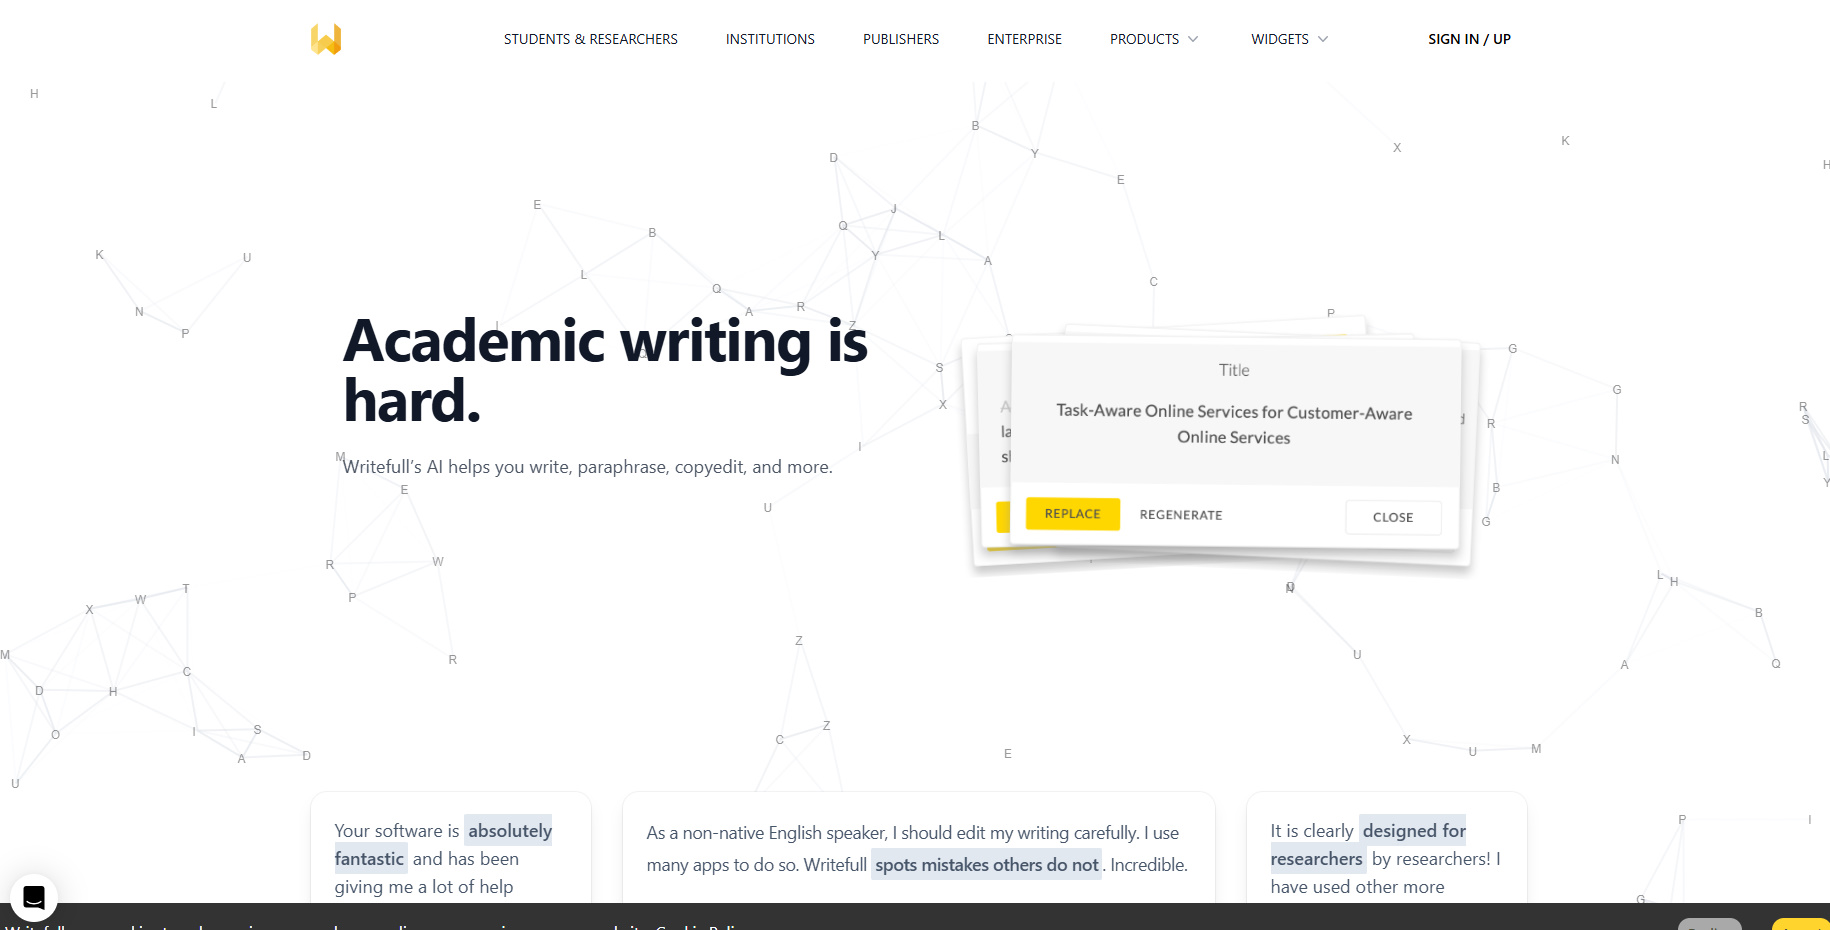 STUDENTS & RESEARCHERS INSTITUTIONS PUBLISHERS ENTERPRISE PRODUCTS WIDGETS SIGN IN / UP
Academic writing is
hard.
Writefull's AI helps you write, paraphrase, copyedit, and more.
Title
Task-Aware Online Services for Customer-Aware
Online Services
REPLACE REGENERATE CLOSE
Your software is absolutely
fantastic and has been
giving me a lot of help
As a non-native English speaker, I should edit my writing carefully. I use
many apps to do so. Writefull spots mistakes others do not. Incredible.
It is clearly designed for
researchers by researchers! I
have used other more